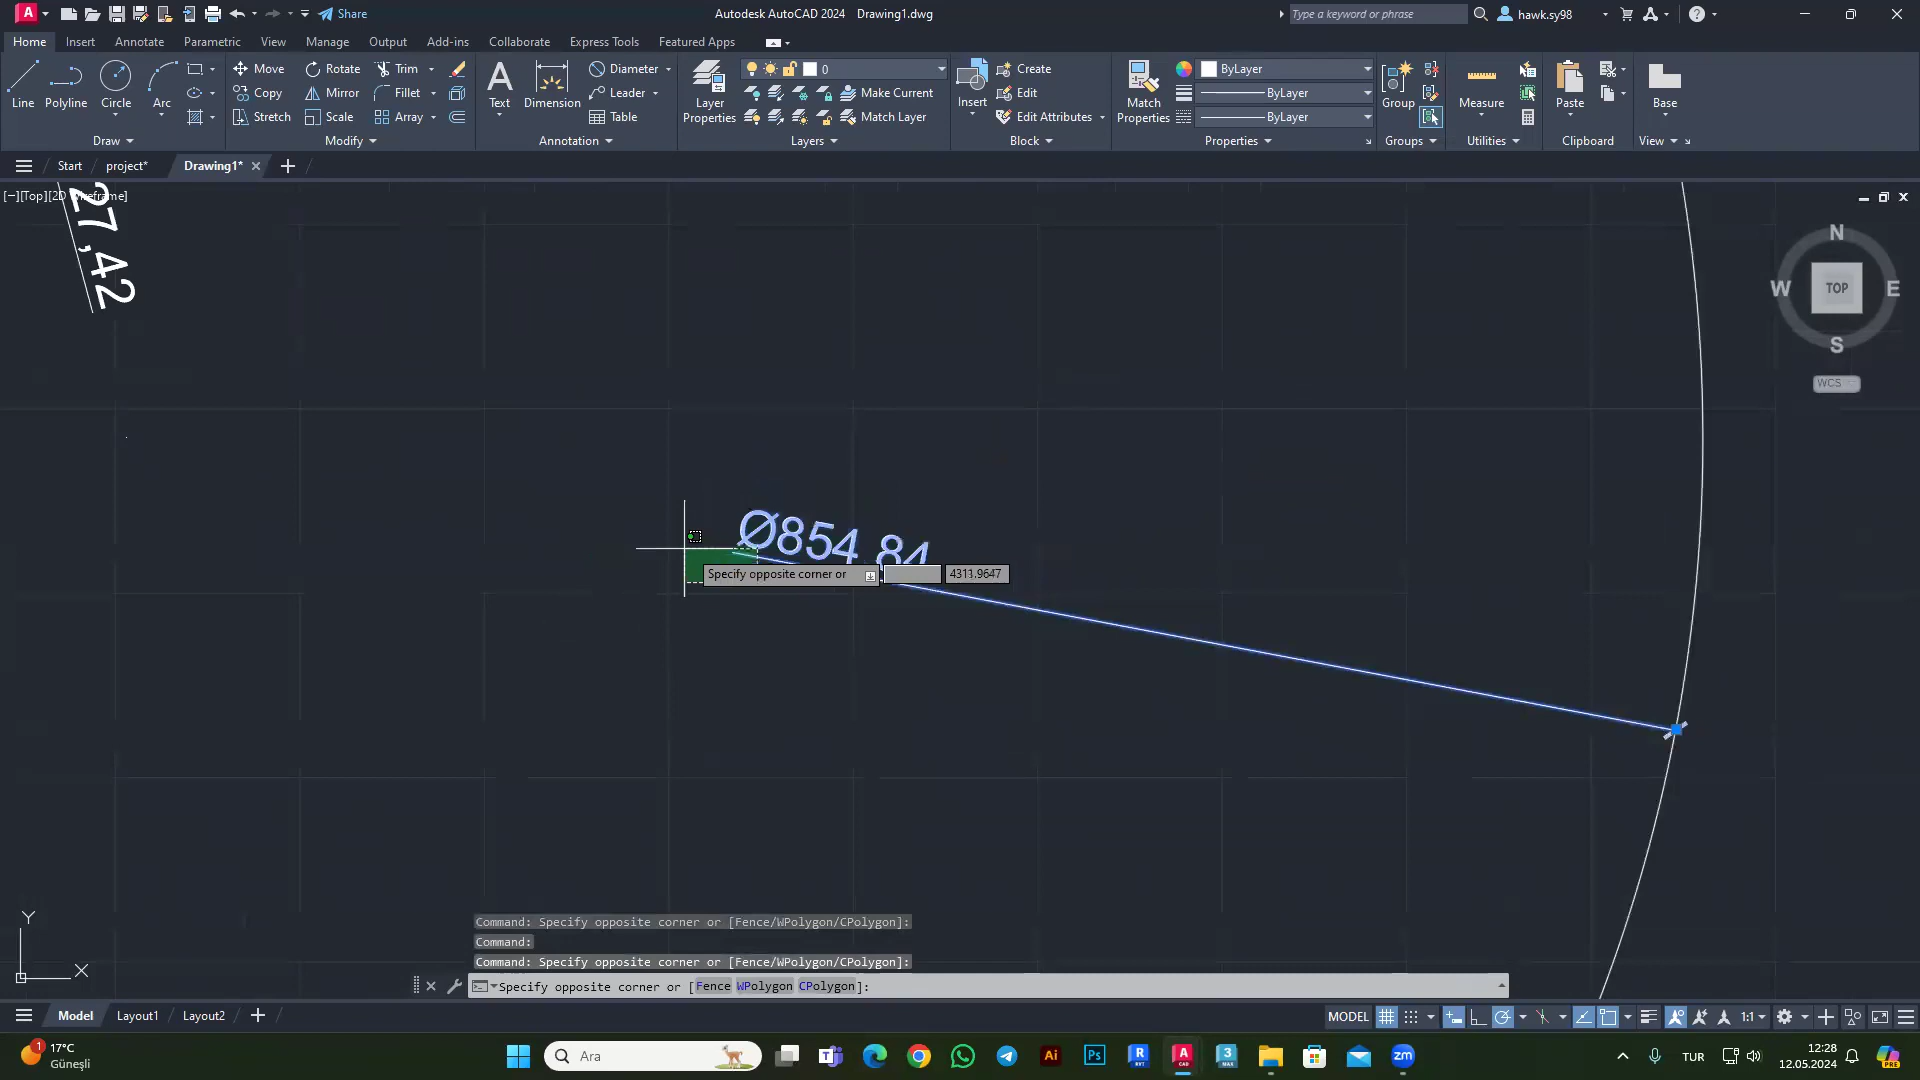 Share
Autodesk AutoCAD 2024 Drawing1.dwg
Type a keyword or phrase
hawk.sy98
Home Insert Annotate Parametric View Manage Output Add-ins Collaborate Express Tools Featured Apps
Line Polyline Circle Arc
Move Rotate Trim
Copy Mirror Fillet
Stretch Scale Array
Text Dimension
Diameter
Leader
Table
Layer Properties
0
Make Current
Match Layer
Insert
Create
Edit
Edit Attributes
Match Properties
ByLayer
ByLayer
ByLayer
Group
Measure
Paste
Base
Draw Modify Annotation Layers Block Properties Groups Utilities Clipboard View
Start project* Drawing1*
[−][Top][2D Wireframe]
27,42
N
W TOP E
S
WCS
Ø854,84
Specify opposite corner or 4311.9647
Y
X
Command: Specify opposite corner or [Fence/WPolygon/CPolygon]:
Command:
Command: Specify opposite corner or [Fence/WPolygon/CPolygon]:
Specify opposite corner or [Fence WPolygon CPolygon]:
Model Layout1 Layout2
MODEL 1:1
17°C
Güneşli
Ara
TUR
12:28
12.05.2024